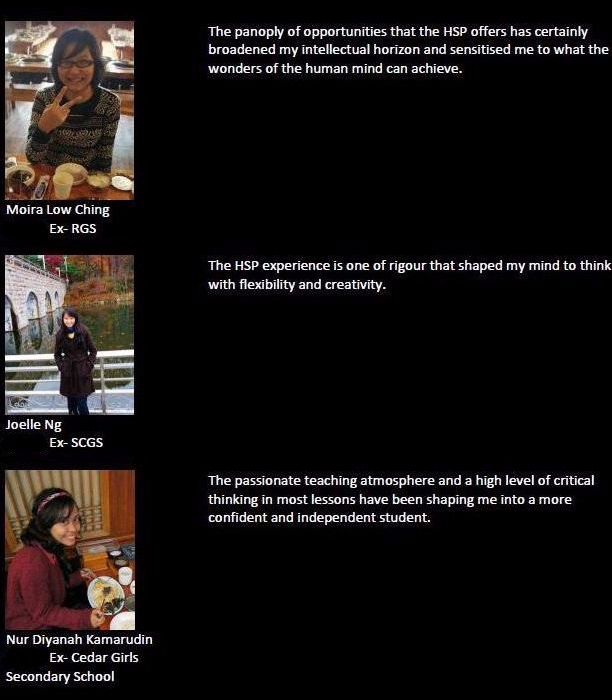 The panoply of opportunities that the HSP offers has certainly
broadened my intellectual horizon and sensitised me to what the
wonders of the human mind can achieve.
Moira Low Ching
Ex- RGS
The HSP experience is one of rigour that shaped my mind to think
with flexibility and creativity.
Joelle Ng
Ex- SCGS
The passionate teaching atmosphere and a high level of critical
thinking in most lessons have been shaping me into a more
confident and independent student.
Nur Diyanah Kamarudin
Ex- Cedar Girls
Secondary School